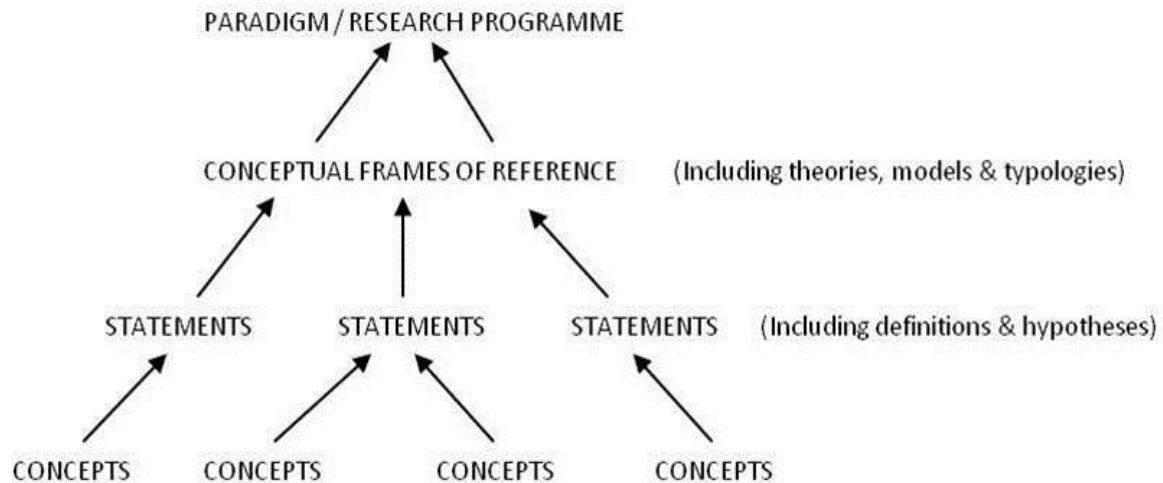 PARADIGM / RESEARCH PROGRAMME
CONCEPTUAL FRAMES OF REFERENCE (Including theories, models & typologies)
STATEMENTS STATEMENTS STATEMENTS (Including definitions & hypotheses)
CONCEPTS CONCEPTS CONCEPTS CONCEPTS